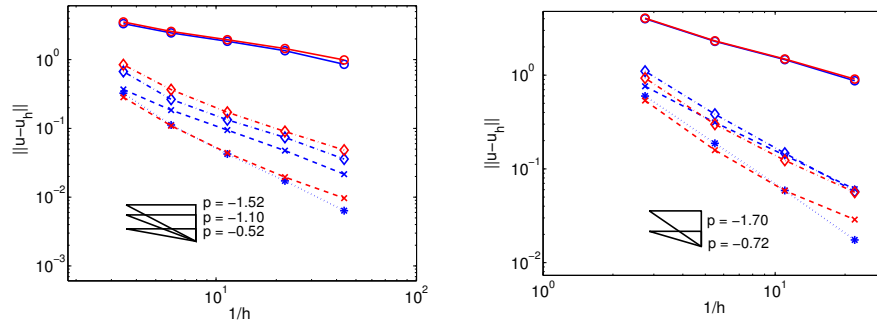 10^0
10^-1
10^-2
10^-3
||u-u_h||
p = -1.52
p = -1.10
p = -0.52
10^1
10^2
1/h
10^0
10^-1
10^-2
||u-u_h||
p = -1.70
p = -0.72
10^0
10^1
1/h